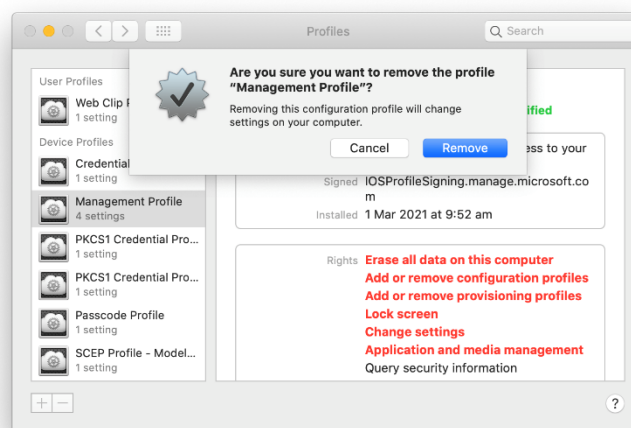 Profiles
Search
Are you sure you want to remove the profile
“Management Profile”?
Removing this configuration profile will change
settings on your computer.
Cancel
Remove
User Profiles
Web Clip
1 setting
Device Profiles
Credential
1 setting
Management Profile
4 settings
PKCS1 Credential Pro...
1 setting
PKCS1 Credential Pro...
1 setting
Passcode Profile
1 setting
SCEP Profile - Model...
1 setting
+ −
ified
ess to your
Signed IOSProfileSigning.manage.microsoft.co
m
Installed 1 Mar 2021 at 9:52 am
Rights Erase all data on this computer
Add or remove configuration profiles
Add or remove provisioning profiles
Lock screen
Change settings
Application and media management
Query security information
?